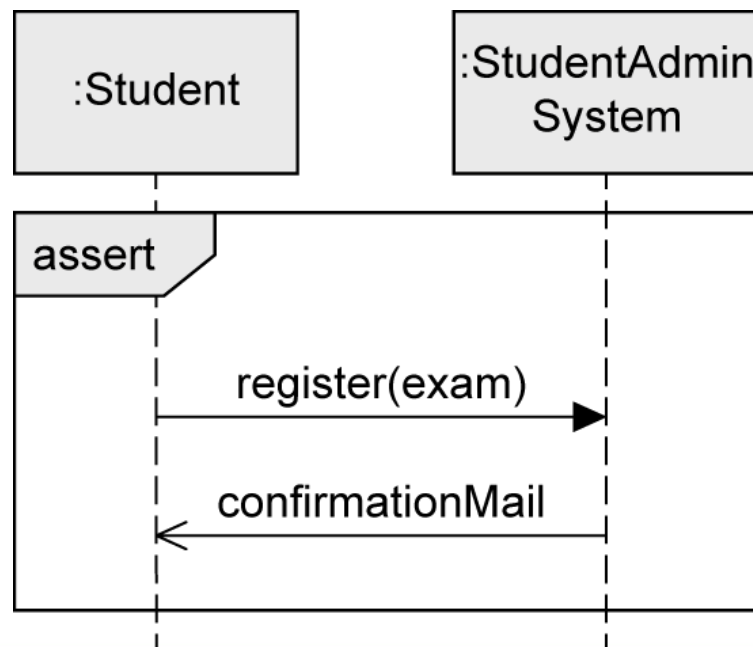 :Student
:StudentAdmin
System
assert
register(exam)
confirmationMail